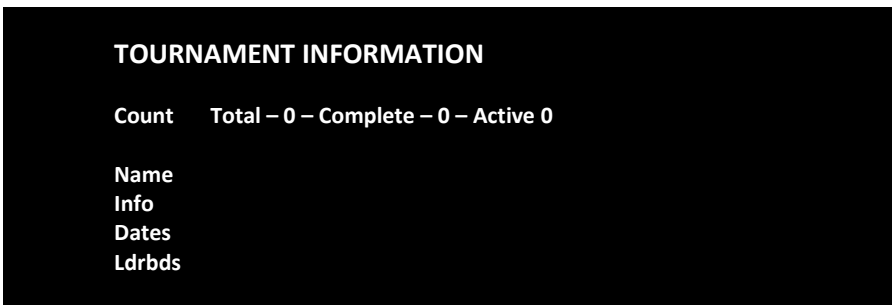 TOURNAMENT INFORMATION
Count Total – 0 – Complete – 0 – Active 0
Name
Info
Dates
Ldrbds